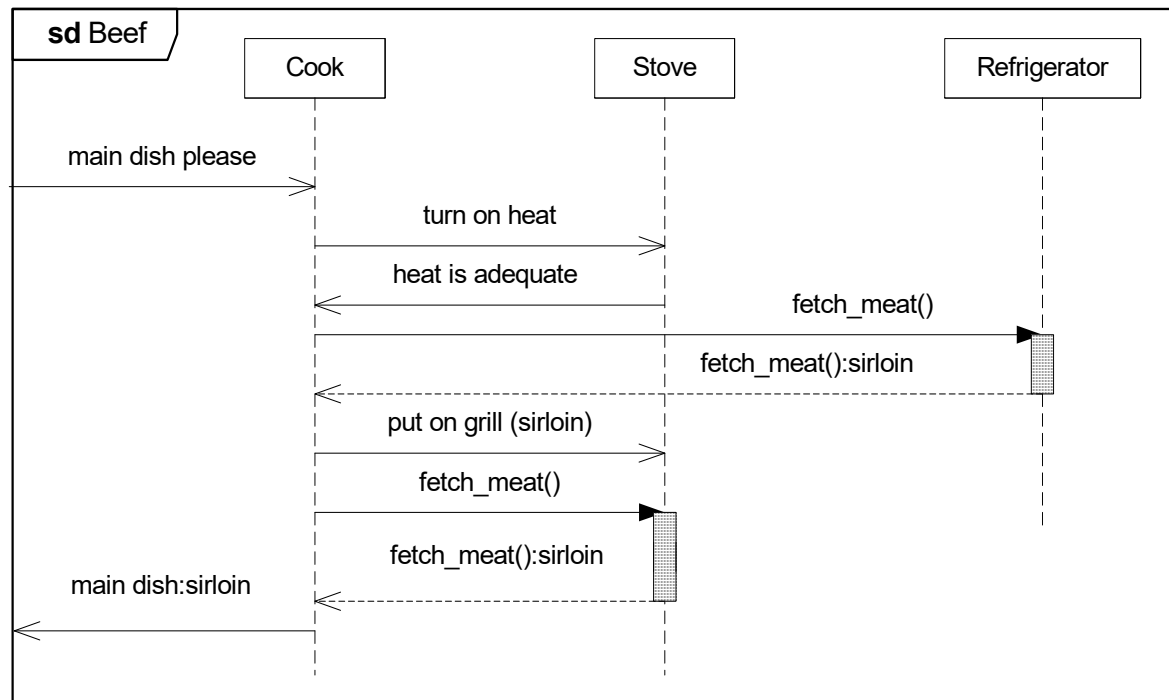 sd Beef
Cook
Stove
Refrigerator
main dish please
turn on heat
heat is adequate
fetch_meat()
fetch_meat():sirloin
put on grill (sirloin)
fetch_meat()
fetch_meat():sirloin
main dish:sirloin